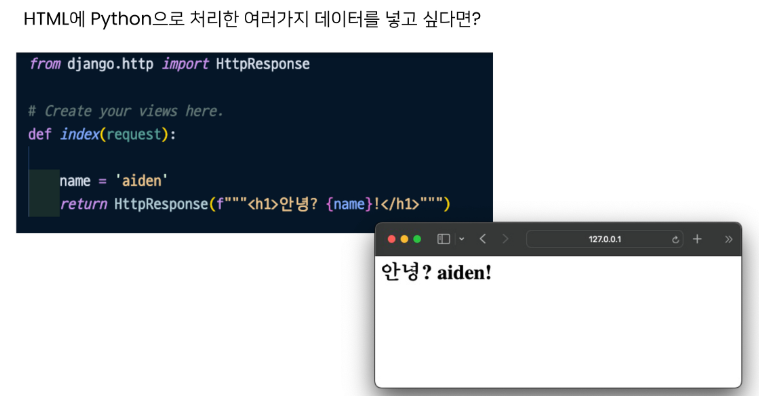 HTML에 Python으로 처리한 여러가지 데이터를 넣고 싶다면?
from django.http import HttpResponse
# Create your views here.
def index(request):
name = 'aiden'
return HttpResponse(f"""<h1>안녕? {name}!</h1>""")
127.0.0.1
안녕? aiden!